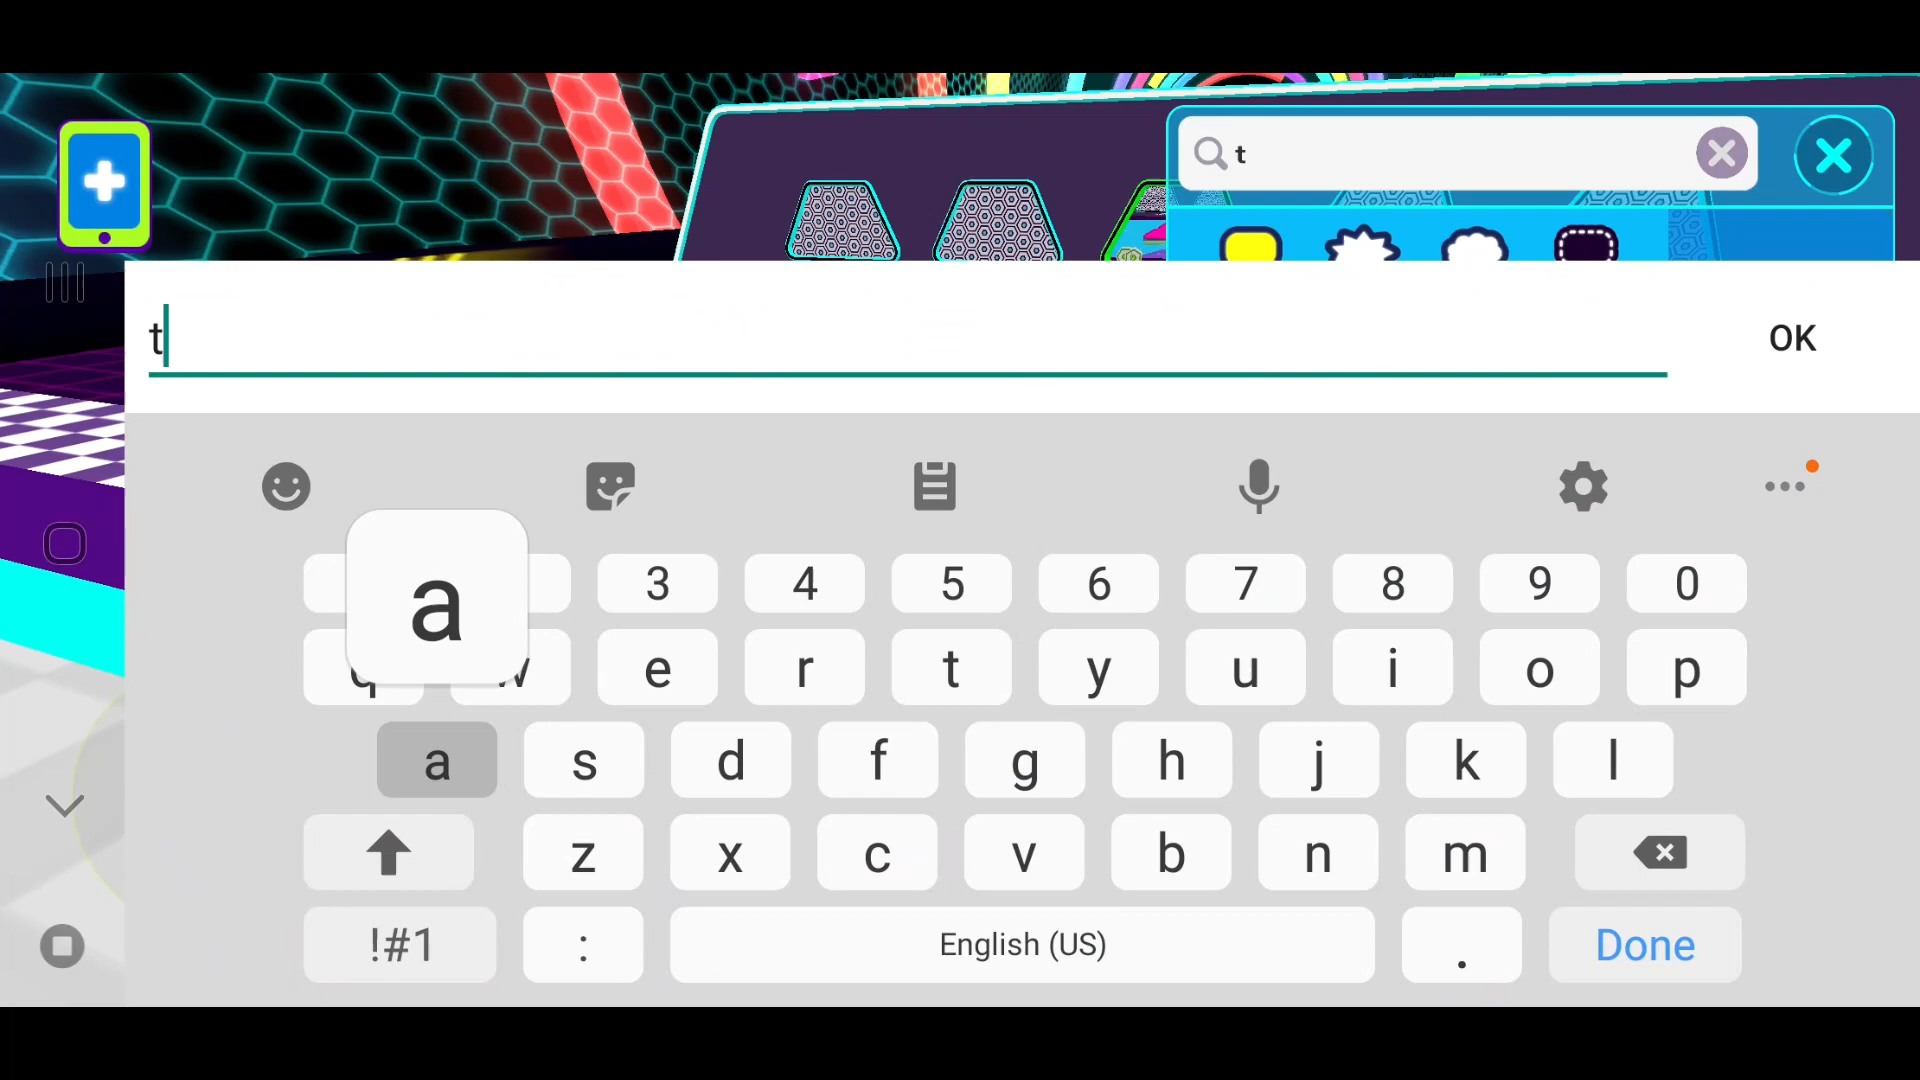 t
t
OK
a
3 4 5 6 7 8 9 0
q w e r t y u i o p
a s d f g h j k l
z x c v b n m
!#1 : English (US) . Done